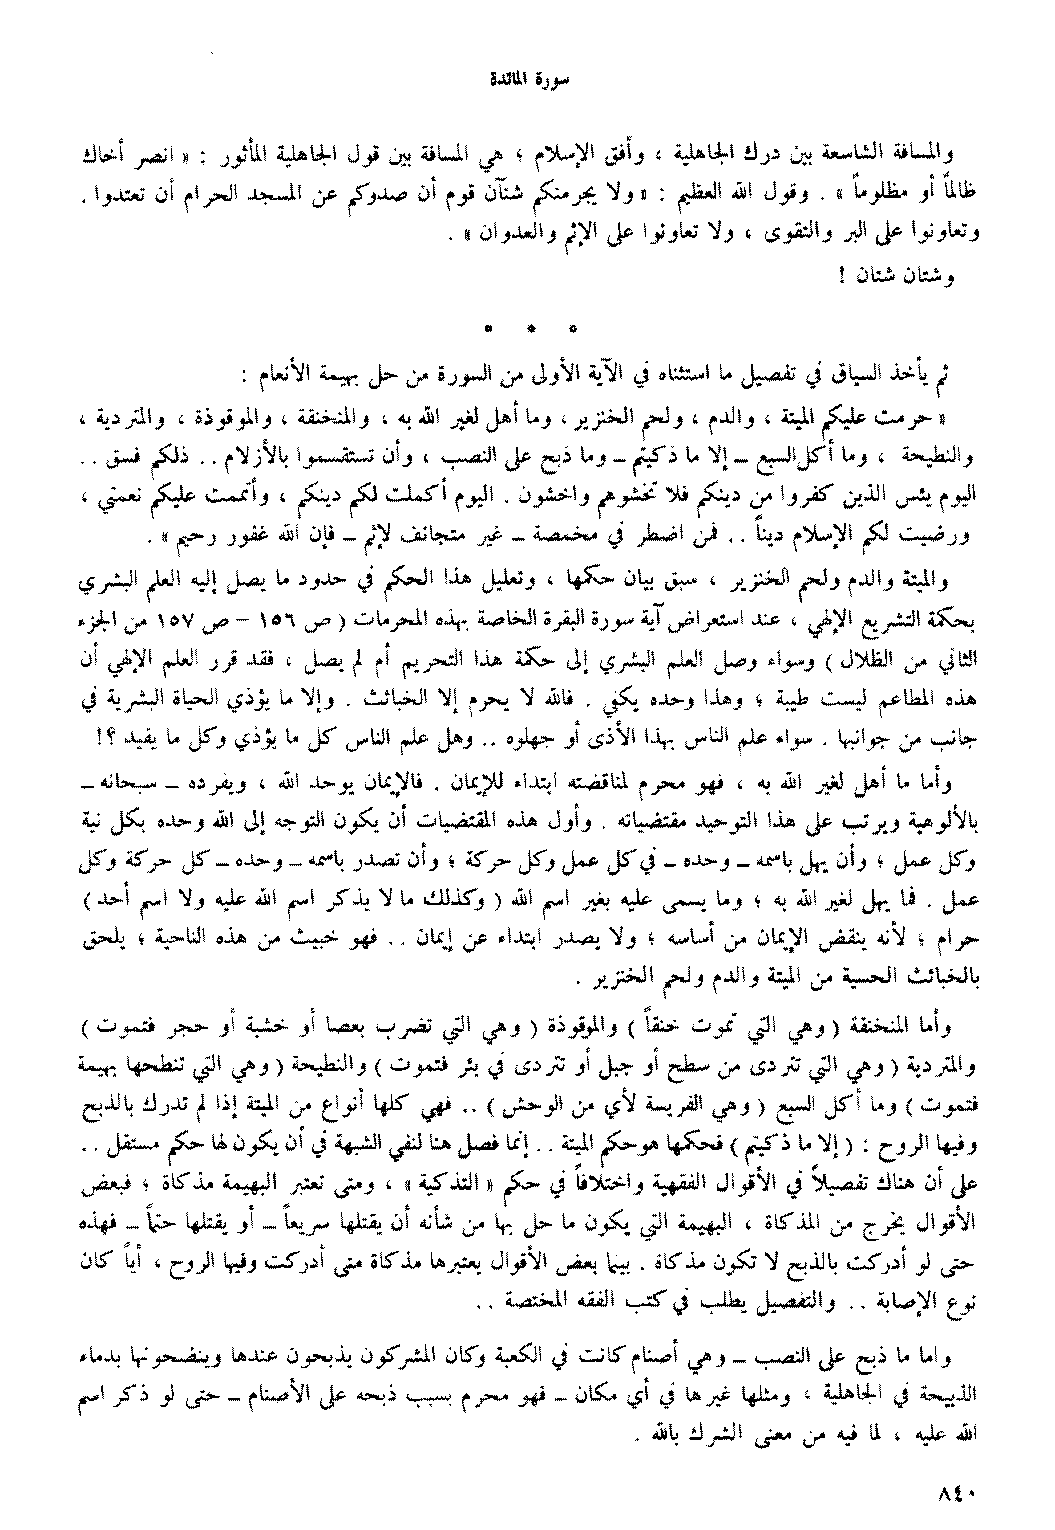 سورة المائدة
والمسافة الشاسعة بين درك الجاهلية ، وأفق الإسلام ؛ هي المسافة بين قول الجاهلية المأثور : « انصر أخاك
ظالماً أو مظلوماً » . وقول الله العظيم : « ولا يجرمنكم شنآن قوم أن صدوكم عن المسجد الحرام أن تعتدوا .
وتعاونوا على البر والتقوى ، ولا تعاونوا على الإثم والعدوان » .
وشتان شتان !
* * *
ثم يأخذ السياق في تفصيل ما استثناه في الآية الأولى من السورة من حل بهيمة الأنعام :
« حرمت عليكم الميتة ، والدم ، ولحم الخنزير ، وما أهل لغير الله به ، والمنخنقة ، والموقوذة ، والمتردية ،
والنطيحة ، وما أكل السبع – إلا ما ذكيتم – وما ذبح على النصب ، وأن تستقسموا بالأزلام .. ذلكم فسق ..
اليوم يئس الذين كفروا من دينكم فلا تخشوهم واخشون . اليوم أكملت لكم دينكم ، وأتممت عليكم نعمتي ،
ورضيت لكم الإسلام ديناً .. فمن اضطر في مخمصة – غير متجانف لإثم – فإن الله غفور رحيم » .
والميتة والدم ولحم الخنزير ، سبق بيان حكمها ، وتعليل هذا الحكم في حدود ما يصل إليه العلم البشري
بحكمة التشريع الإلهي ، عند استعراض آية سورة البقرة الخاصة بهذه المحرمات ( ص ١٥٦ – ص ١٥٧ من الجزء
الثاني من الظلال ) وسواء وصل العلم البشري إلى حكمة هذا التحريم أم لم يصل ، فقد قرر العلم الإلهي أن
هذه المطاعم ليست طيبة ؛ وهذا وحده يكفي . فالله لا يحرم إلا الخبائث . وإلا ما يؤذي الحياة البشرية في
جانب من جوانبها . سواء علم الناس بهذا الأذى أو جهلوه .. وهل علم الناس كل ما يؤذي وكل ما يفيد ؟!
وأما ما أهل لغير الله به ، فهو محرم لمناقضته ابتداء للإيمان . فالإيمان يوحد الله ، ويفرده – سبحانه –
بالألوهية ويرتب على هذا التوحيد مقتضياته . وأول هذه المقتضيات أن يكون التوجه إلى الله وحده بكل نية
وكل عمل ؛ وأن يهل باسمه – وحده – في كل عمل وكل حركة ؛ وأن تصدر باسمه – وحده – كل حركة وكل
عمل . فما يهل لغير الله به ؛ وما يسمى عليه بغير اسم الله ( وكذلك ما لا يذكر اسم الله عليه ولا اسم أحد )
حرام ؛ لأنه ينقض الإيمان من أساسه ؛ ولا يصدر ابتداء عن إيمان .. فهو خبيث من هذه الناحية ؛ يلحق
بالخبائث الحسية من الميتة والدم ولحم الخنزير .
وأما المنخنقة ( وهي التي تموت خنقاً ) والموقوذة ( وهي التي تضرب بعصا أو خشبة أو حجر فتموت )
والمتردية ( وهي التي تتردى من سطح أو جبل أو تتردى في بئر فتموت ) والنطيحة ( وهي التي تنطحها بهيمة
فتموت ) وما أكل السبع ( وهي الفريسة لأي من الوحش ) .. فهي كلها أنواع من الميتة إذا لم تدرك بالذبح
وفيها الروح : ( إلا ما ذكيتم ) فحكمها هو حكم الميتة .. إنما فصل هنا لنفي الشبهة في أن يكون لها حكم مستقل ..
على أن هناك تفصيلاً في الأقوال الفقهية واختلافاً في حكم « التذكية » ، ومتى تعتبر البهيمة مذكاة ؛ فبعض
الأقوال يخرج من المذكاة ، البهيمة التي يكون ما حل بها من شأنه أن يقتلها سريعاً – أو يقتلها حتماً – فهذه
حتى لو أدركت بالذبح لا تكون مذكاة . بينما بعض الأقوال يعتبرها مذكاة متى أدركت وفيها الروح ، أياً كان
نوع الإصابة .. والتفصيل يطلب في كتب الفقه المختصة ..
واما ما ذبح على النصب – وهي أصنام كانت في الكعبة وكان المشركون يذبحون عندها وينضحونها بدماء
الذبيحة في الجاهلية ، ومثلها غيرها في أي مكان – فهو محرم بسبب ذبحه على الأصنام – حتى لو ذكر اسم
الله عليه ، لما فيه من معنى الشرك بالله .
٨٤٠